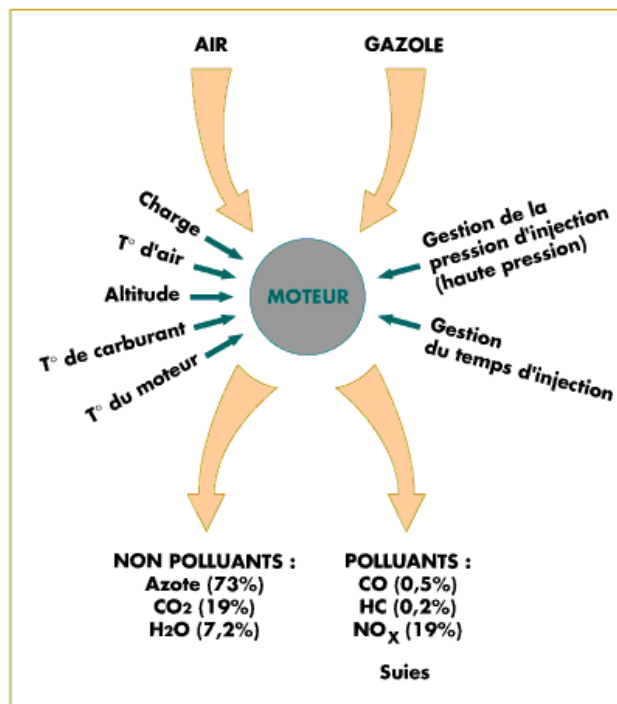 AIR
GAZOLE
Charge
T° d'air
Altitude
T° de carburant
T° du moteur
MOTEUR
Gestion de la
pression d'injection
(haute pression)
Gestion
du temps d'injection
NON POLLUANTS :
Azote (73%)
CO2 (19%)
H2O (7,2%)
POLLUANTS :
CO (0,5%)
HC (0,2%)
NOX (19%)
Suies